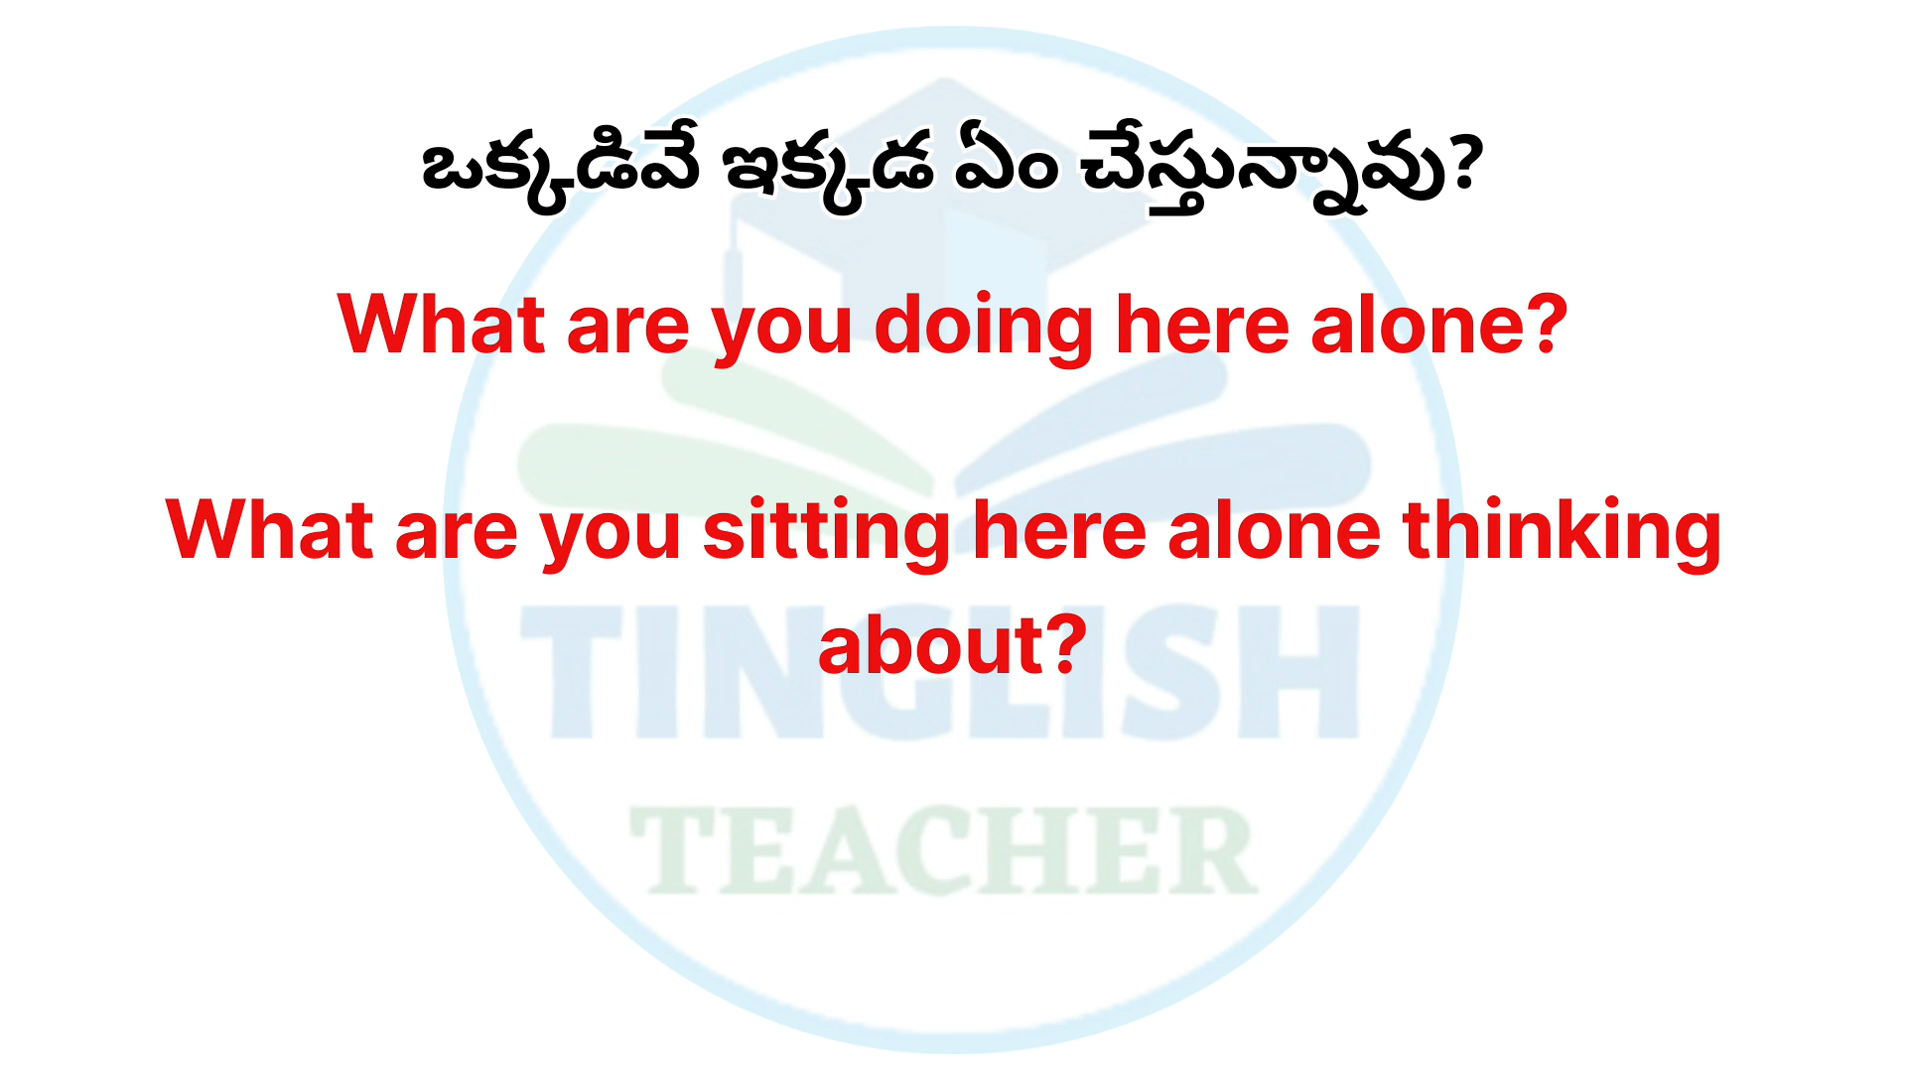 ఒక్కడివే ఇక్కడ ఏం చేస్తున్నావు?
What are you doing here alone?
What are you sitting here alone thinking
about?
TINGLISH
TEACHER